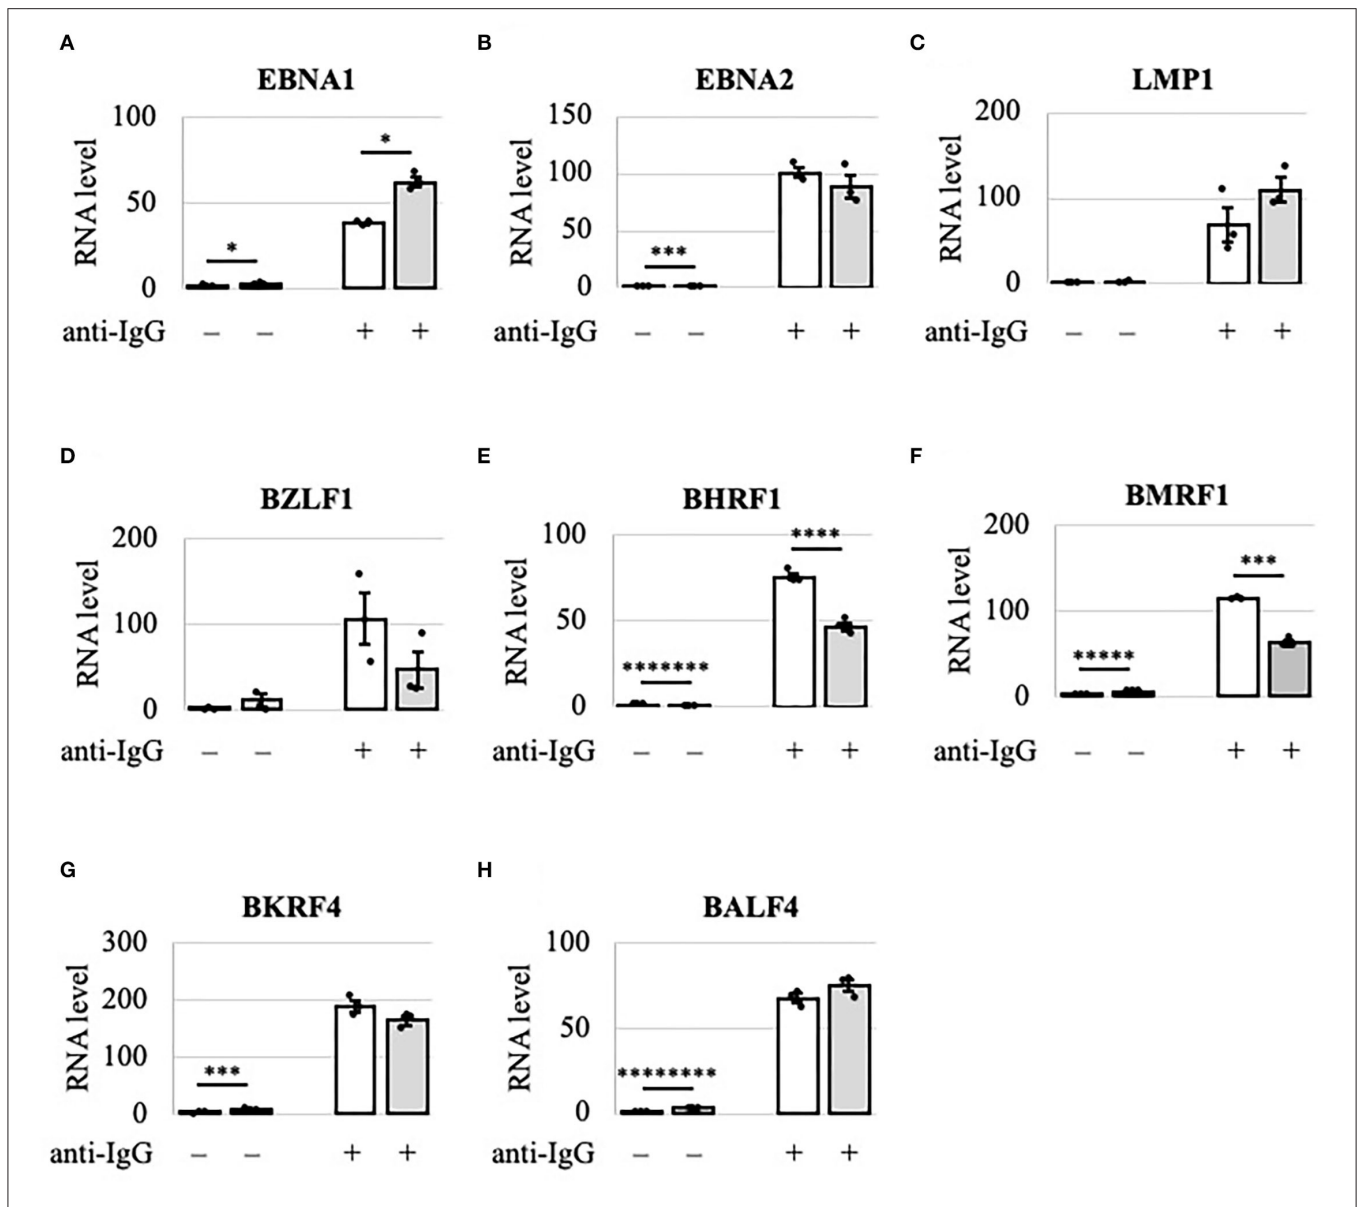 A
EBNA1
100
50
0
RNA level
*
*
anti-IgG – – + +
B
EBNA2
150
100
50
0
RNA level
***
anti-IgG – – + +
C
LMP1
200
100
0
RNA level
anti-IgG – – + +
D
BZLF1
200
100
0
RNA level
anti-IgG – – + +
E
BHRF1
100
50
0
RNA level
*******
****
anti-IgG – – + +
F
BMRF1
200
100
0
RNA level
*****
***
anti-IgG – – + +
G
BKRF4
300
200
100
0
RNA level
***
anti-IgG – – + +
H
BALF4
100
50
0
RNA level
********
anti-IgG – – + +